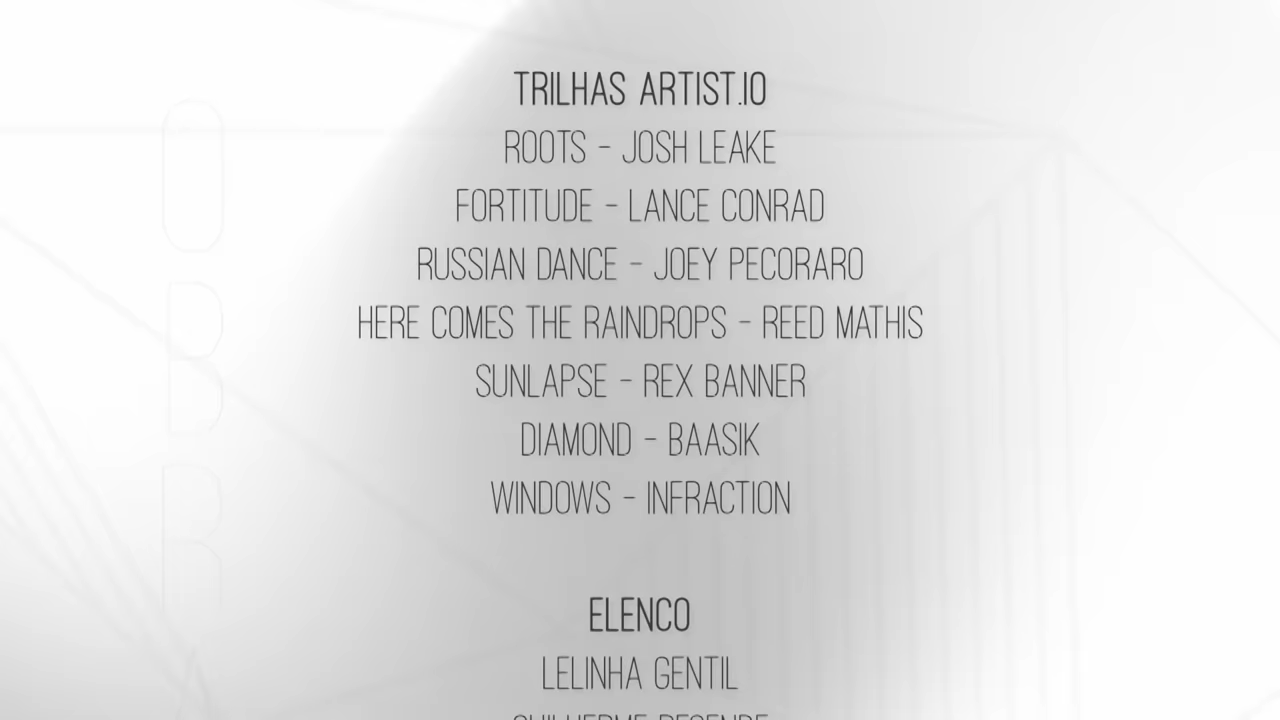 TRILHAS ARTIST.IO
ROOTS - JOSH LEAKE
FORTITUDE - LANCE CONRAD
RUSSIAN DANCE - JOEY PECORARO
HERE COMES THE RAINDROPS - REED MATHIS
SUNLAPSE - REX BANNER
DIAMOND - BAASIK
WINDOWS - INFRACTION
ELENCO
LELINHA GENTIL